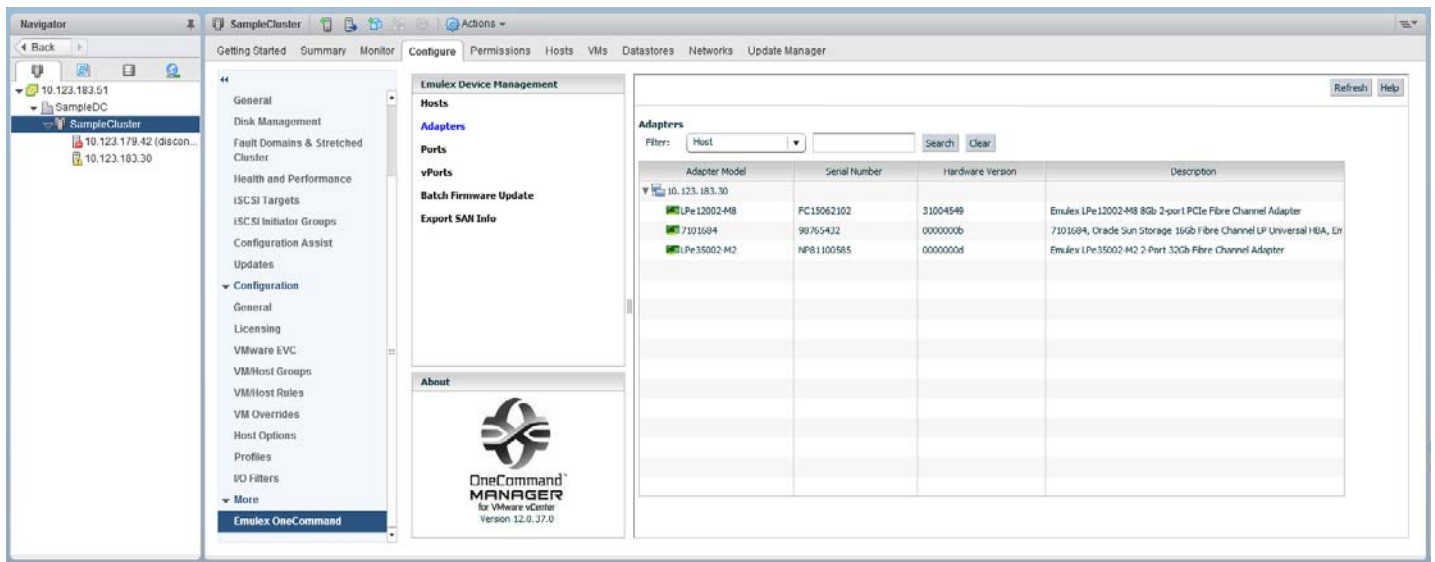 Navigator
Back
10.123.183.51
SampleDC
SampleCluster
10.123.179.42 (discon...
10.123.183.30
SampleCluster
Actions
Getting Started Summary Monitor Configure Permissions Hosts VMs Datastores Networks Update Manager
General
Disk Management
Fault Domains & Stretched
Cluster
Health and Performance
iSCSI Targets
iSCSI Initiator Groups
Configuration Assist
Updates
Configuration
General
Licensing
VMware EVC
VM/Host Groups
VM/Host Rules
VM Overrides
Host Options
Profiles
I/O Filters
More
Emulex OneCommand
Emulex Device Management
Hosts
Adapters
Ports
vPorts
Batch Firmware Update
Export SAN Info
About
OneCommand™
MANAGER
for VMware vCenter
Version 12.0.37.0
Refresh Help
Adapters
Filter: Host Search Clear
Adapter Model Serial Number Hardware Version Description
10.123.183.30
LPe12002-M8 FC15062102 31004549 Emulex LPe12002-M8 8Gb 2-port PCIe Fibre Channel Adapter
7101684 98765432 0000000b 7101684, Oracle Sun Storage 16Gb Fibre Channel LP Universal HBA, Em
LPe35002-M2 NP81100585 0000000d Emulex LPe35002-M2 2-Port 32Gb Fibre Channel Adapter